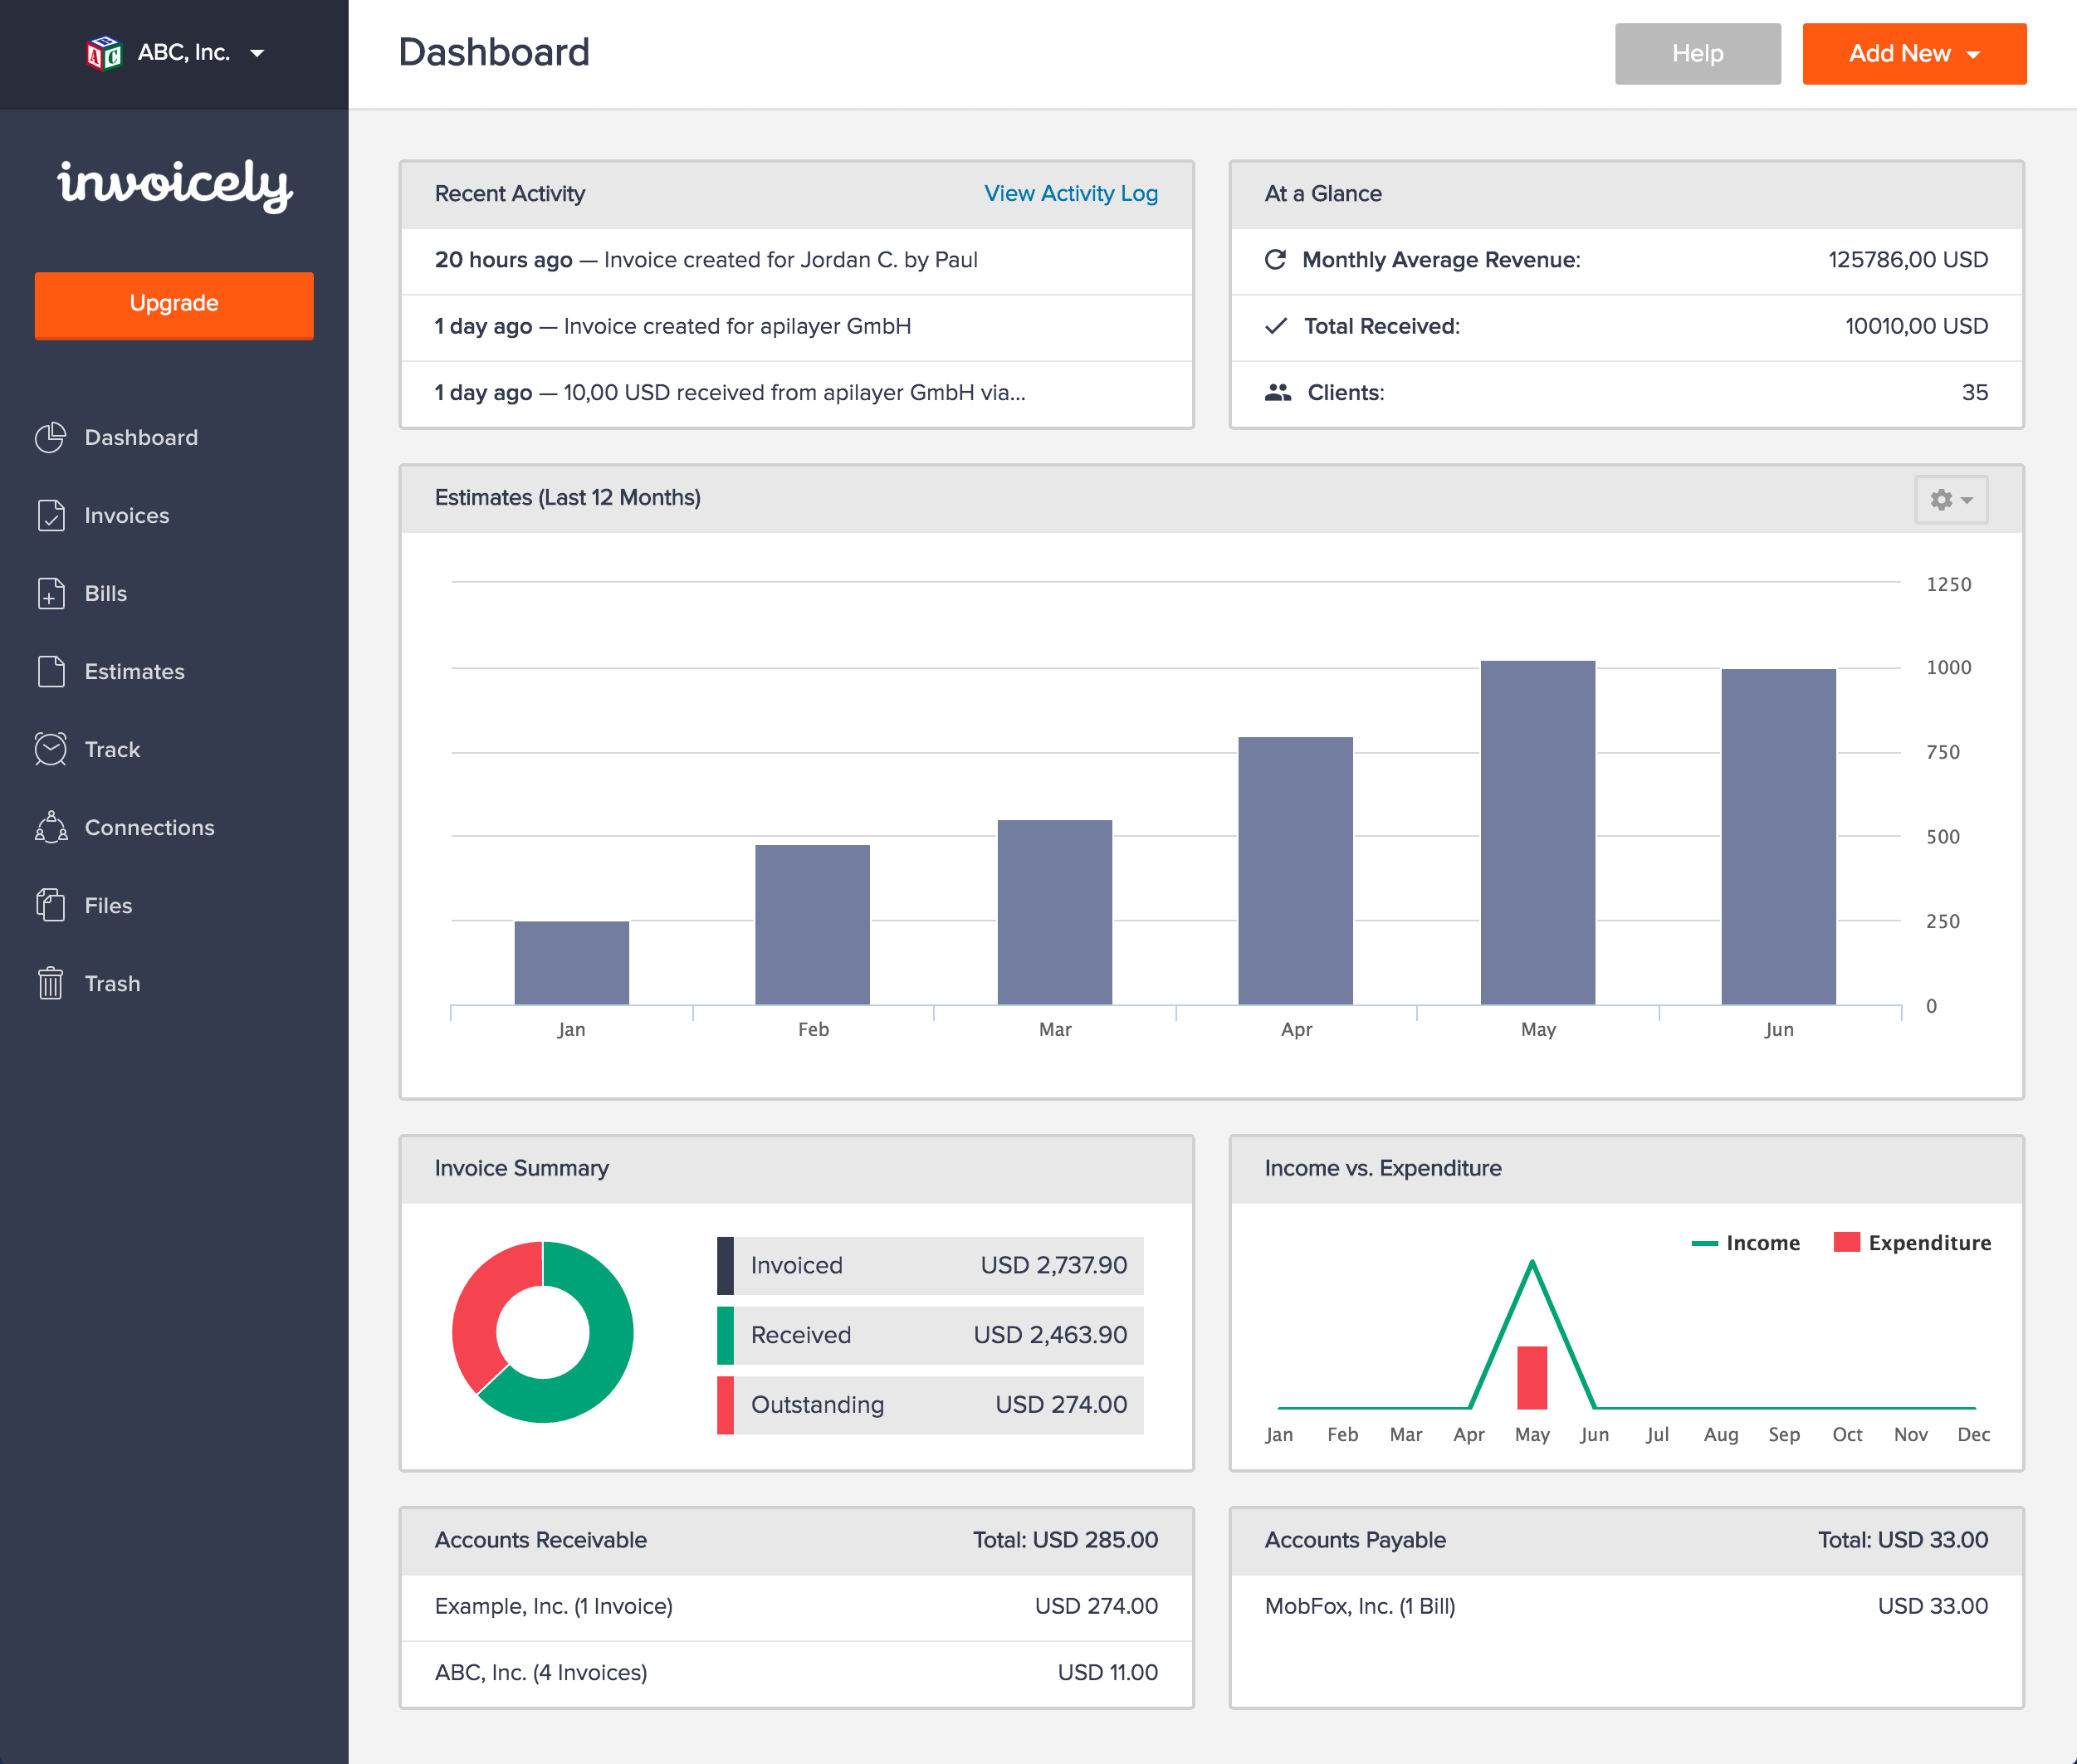 ABC, Inc.
Dashboard
Help
Add New
invoicely
Upgrade
Dashboard
Invoices
Bills
Estimates
Track
Connections
Files
Trash
Recent Activity
View Activity Log
20 hours ago — Invoice created for Jordan C. by Paul
1 day ago — Invoice created for apilayer GmbH
1 day ago — 10,00 USD received from apilayer GmbH via...
At a Glance
Monthly Average Revenue: 125786,00 USD
Total Received: 10010,00 USD
Clients: 35
Estimates (Last 12 Months)
1250
1000
750
500
250
0
Jan Feb Mar Apr May Jun
Invoice Summary
Invoiced USD 2,737.90
Received USD 2,463.90
Outstanding USD 274.00
Income vs. Expenditure
Income Expenditure
Jan Feb Mar Apr May Jun Jul Aug Sep Oct Nov Dec
Accounts Receivable Total: USD 285.00
Example, Inc. (1 Invoice) USD 274.00
ABC, Inc. (4 Invoices) USD 11.00
Accounts Payable Total: USD 33.00
MobFox, Inc. (1 Bill) USD 33.00